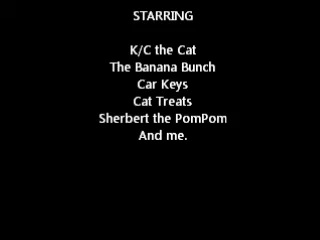 STARRING
K/C the Cat
The Banana Bunch
Car Keys
Cat Treats
Sherbert the PomPom
And me.